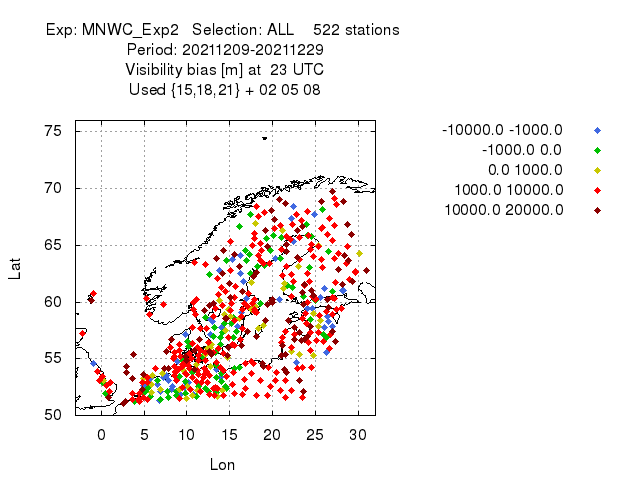 Exp: MNWC_Exp2   Selection: ALL    522 stations
Period: 20211209-20211229
Visibility bias [m] at  23 UTC
Used {15,18,21} + 02 05 08
-10000.0 -1000.0
-1000.0 0.0
0.0 1000.0
1000.0 10000.0
10000.0 20000.0
75
70
65
60
55
50
Lat
0 5 10 15 20 25 30
Lon